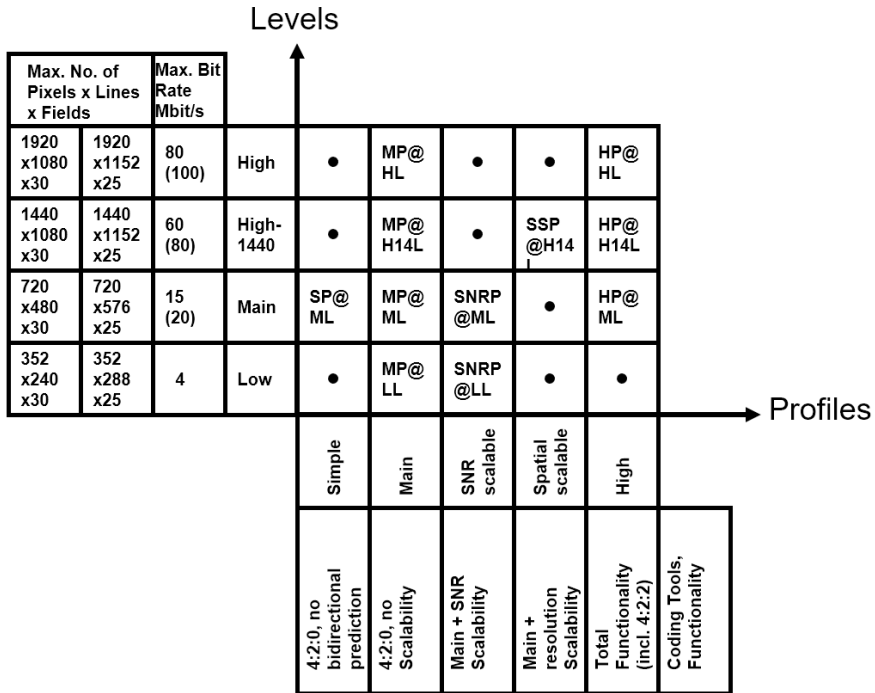 Levels
Max. No. of
Pixels x Lines
x Fields
Max. Bit
Rate
Mbit/s
1920
x1080
x30
1920
x1152
x25
80
(100)
High
•
MP@
HL
•
•
HP@
HL
1440
x1080
x30
1440
x1152
x25
60
(80)
High-
1440
•
MP@
H14L
•
SSP
@H14
L
HP@
H14L
720
x480
x30
720
x576
x25
15
(20)
Main
SP@
ML
MP@
ML
SNRP
@ML
•
HP@
ML
352
x240
x30
352
x288
x25
4
Low
•
MP@
LL
SNRP
@LL
•
•
Profiles
Simple
Main
SNR
scalable
Spatial
scalable
High
4:2:0, no
bidirectional
prediction
4:2:0, no
Scalability
Main + SNR
Scalability
Main +
resolution
Scalability
Total
Functionality
(incl. 4:2:2)
Coding Tools,
Functionality